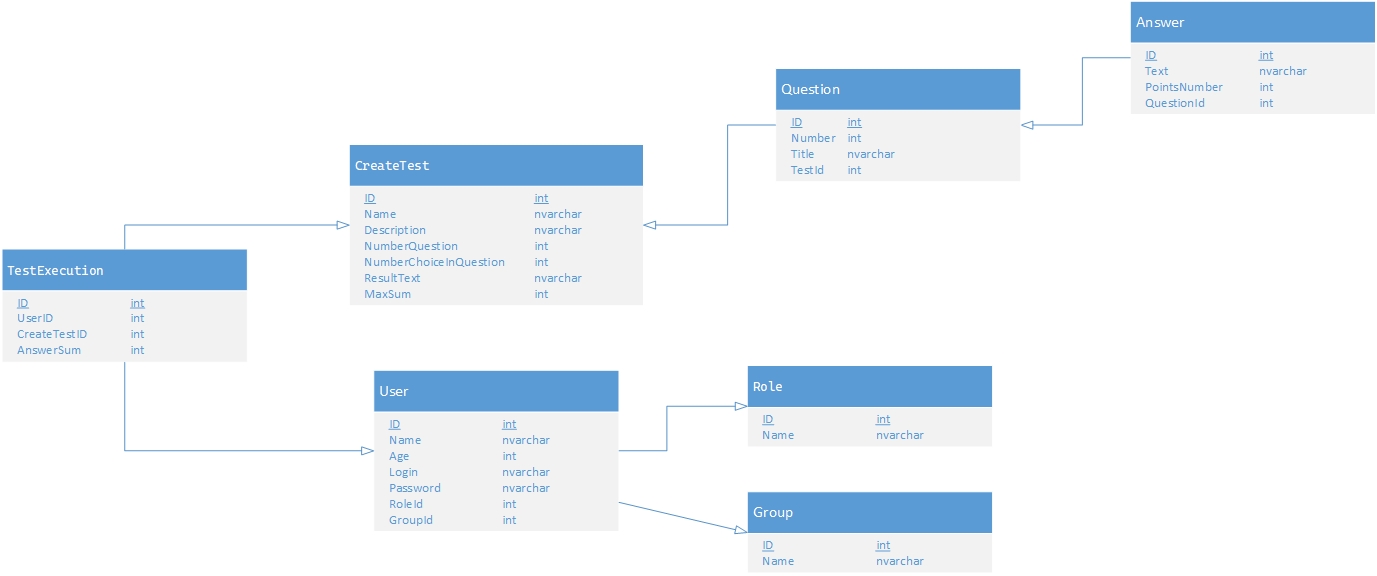 Answer
ID int
Text nvarchar
PointsNumber int
QuestionId int
Question
ID int
Number int
Title nvarchar
TestId int
CreateTest
ID int
Name nvarchar
Description nvarchar
NumberQuestion int
NumberChoiceInQuestion int
ResultText nvarchar
MaxSum int
TestExecution
ID int
UserID int
CreateTestID int
AnswerSum int
User
ID int
Name nvarchar
Age int
Login nvarchar
Password nvarchar
RoleId int
GroupId int
Role
ID int
Name nvarchar
Group
ID int
Name nvarchar